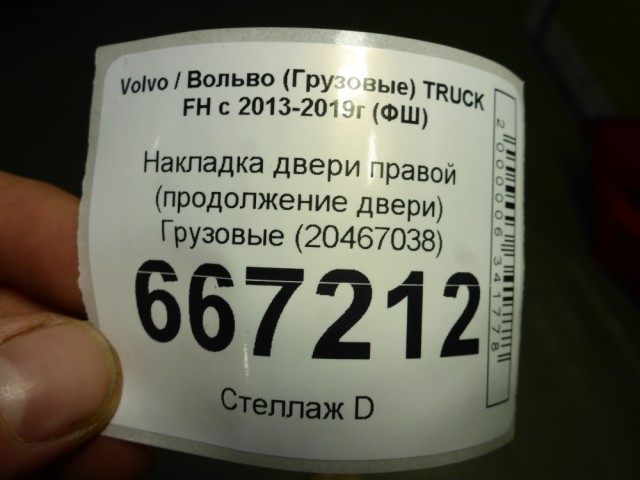 Volvo / Вольво (Грузовые) TRUCK
FH с 2013-2019г (ФШ)
Накладка двери правой
(продолжение двери)
Грузовые (20467038)
667212
Стеллаж D
2000006341778